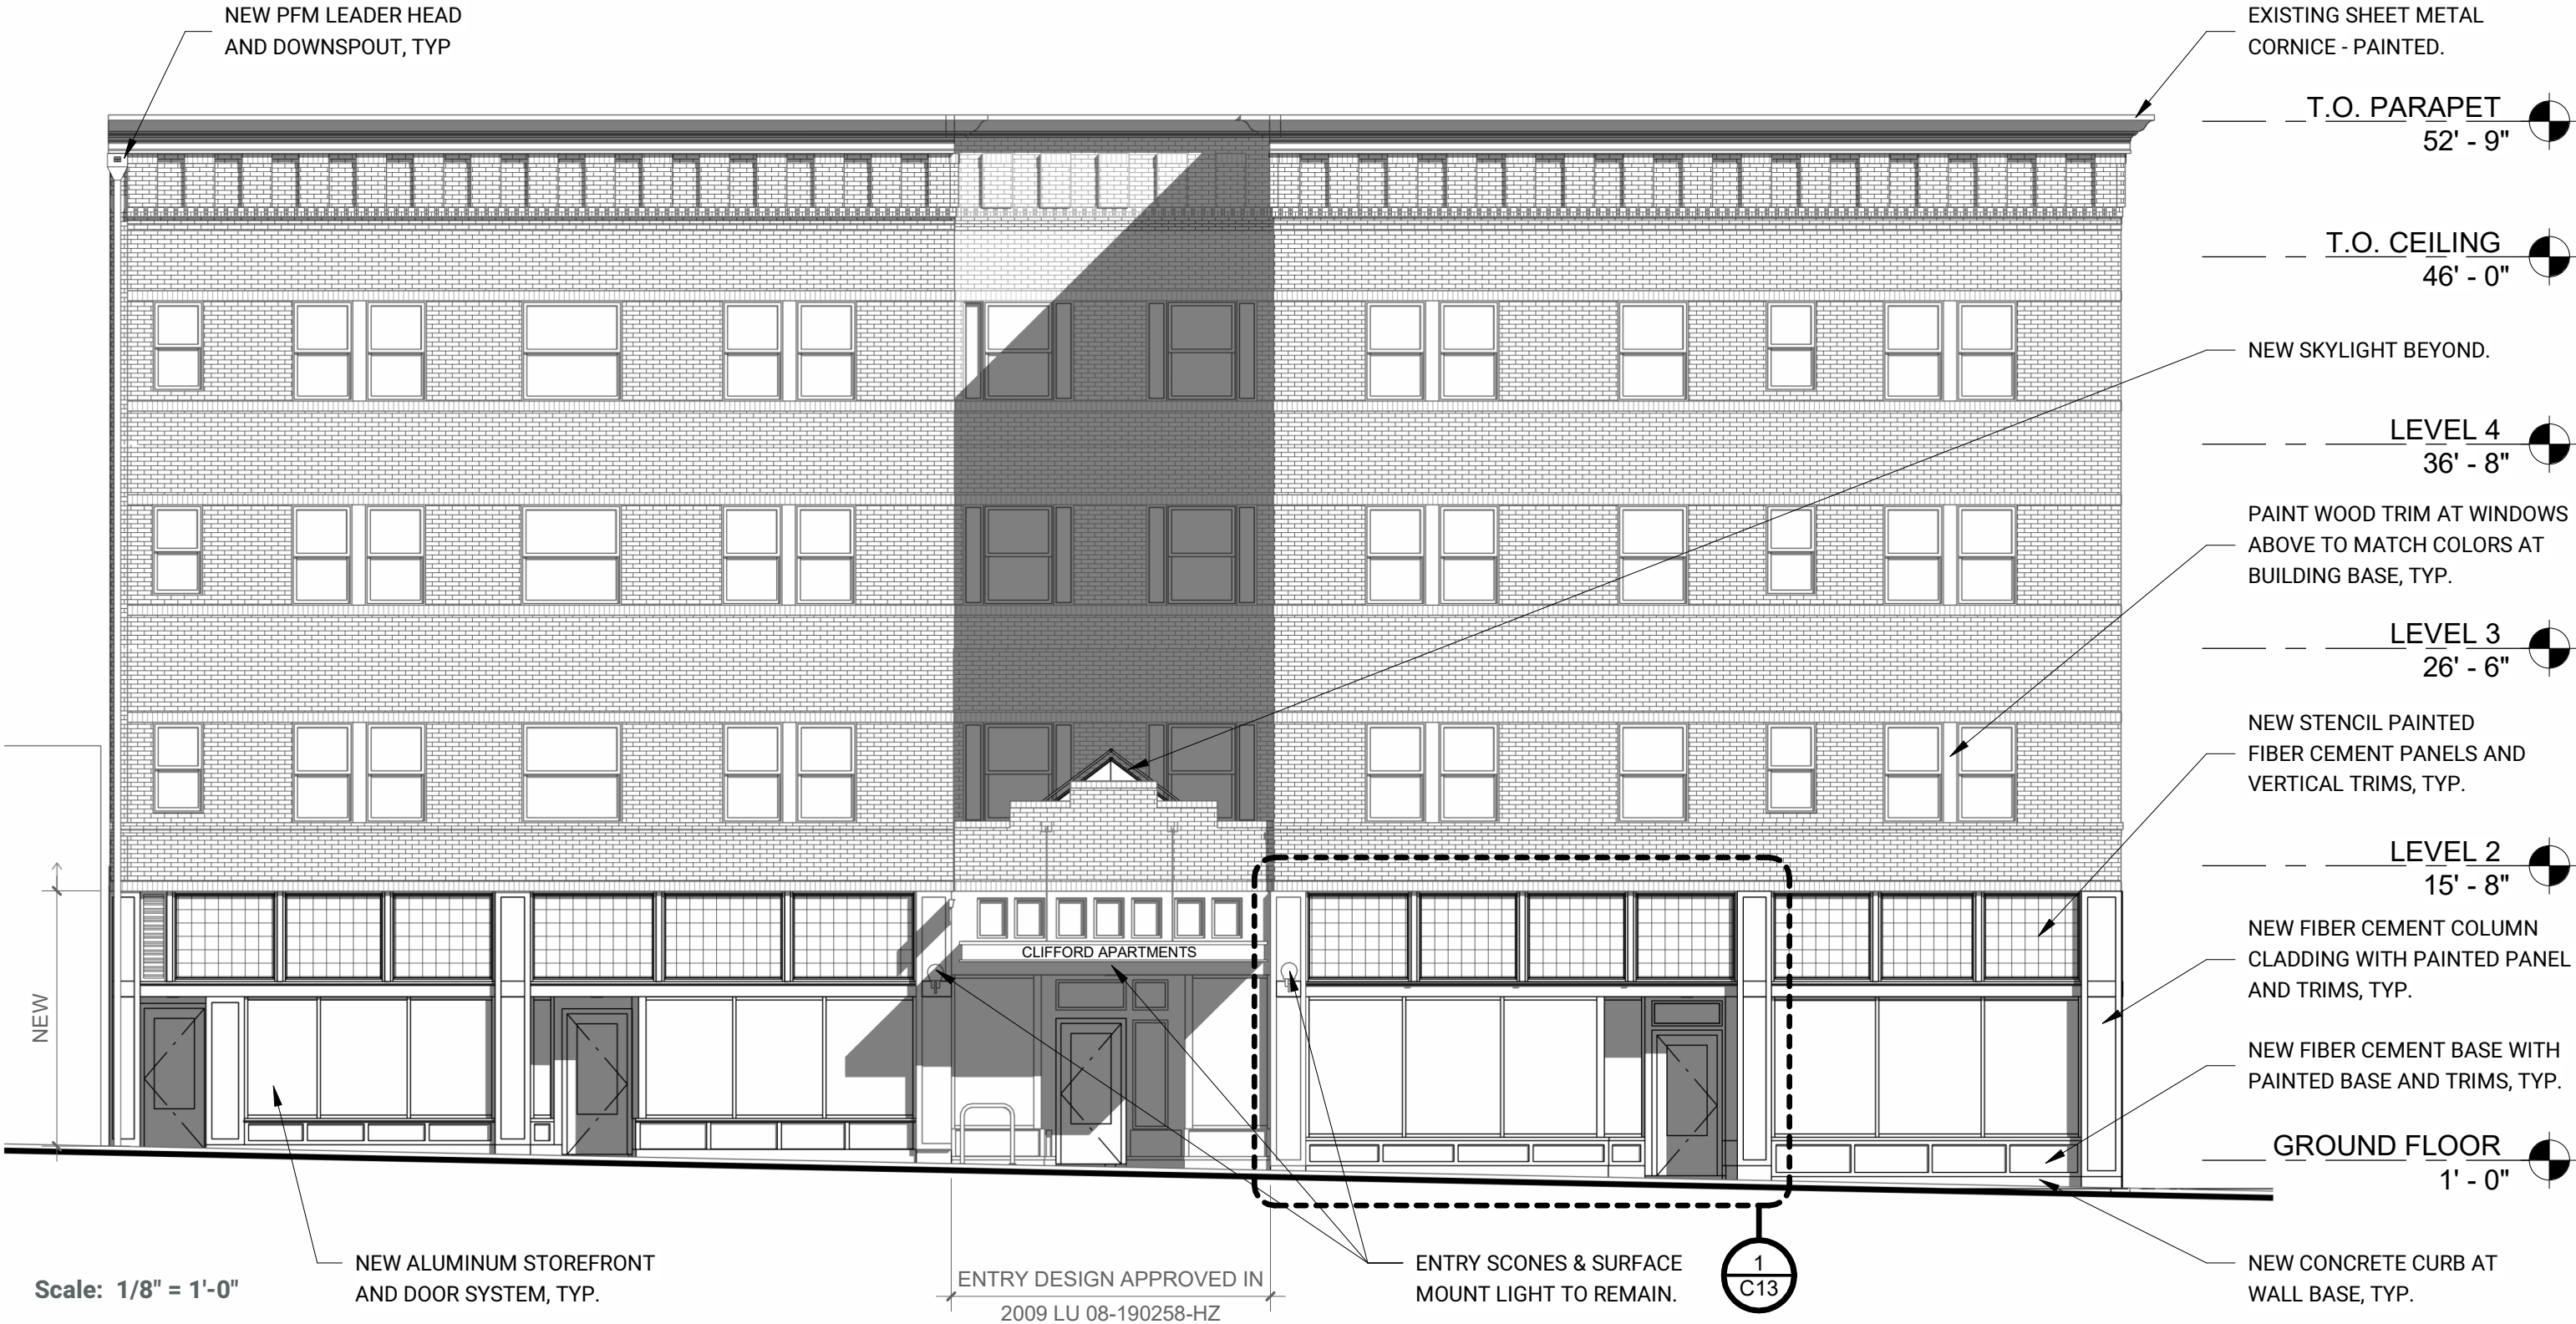 NEW PFM LEADER HEAD
AND DOWNSPOUT, TYP
EXISTING SHEET METAL
CORNICE - PAINTED.
T.O. PARAPET
52' - 9"
T.O. CEILING
46' - 0"
NEW SKYLIGHT BEYOND.
LEVEL 4
36' - 8"
PAINT WOOD TRIM AT WINDOWS
ABOVE TO MATCH COLORS AT
BUILDING BASE, TYP.
LEVEL 3
26' - 6"
NEW STENCIL PAINTED
FIBER CEMENT PANELS AND
VERTICAL TRIMS, TYP.
LEVEL 2
15' - 8"
NEW FIBER CEMENT COLUMN
CLADDING WITH PAINTED PANEL
AND TRIMS, TYP.
CLIFFORD APARTMENTS
NEW
NEW FIBER CEMENT BASE WITH
PAINTED BASE AND TRIMS, TYP.
GROUND FLOOR
1' - 0"
Scale: 1/8" = 1'-0"
NEW ALUMINUM STOREFRONT
AND DOOR SYSTEM, TYP.
ENTRY DESIGN APPROVED IN
2009 LU 08-190258-HZ
ENTRY SCONES & SURFACE
MOUNT LIGHT TO REMAIN.
1
C13
NEW CONCRETE CURB AT
WALL BASE, TYP.